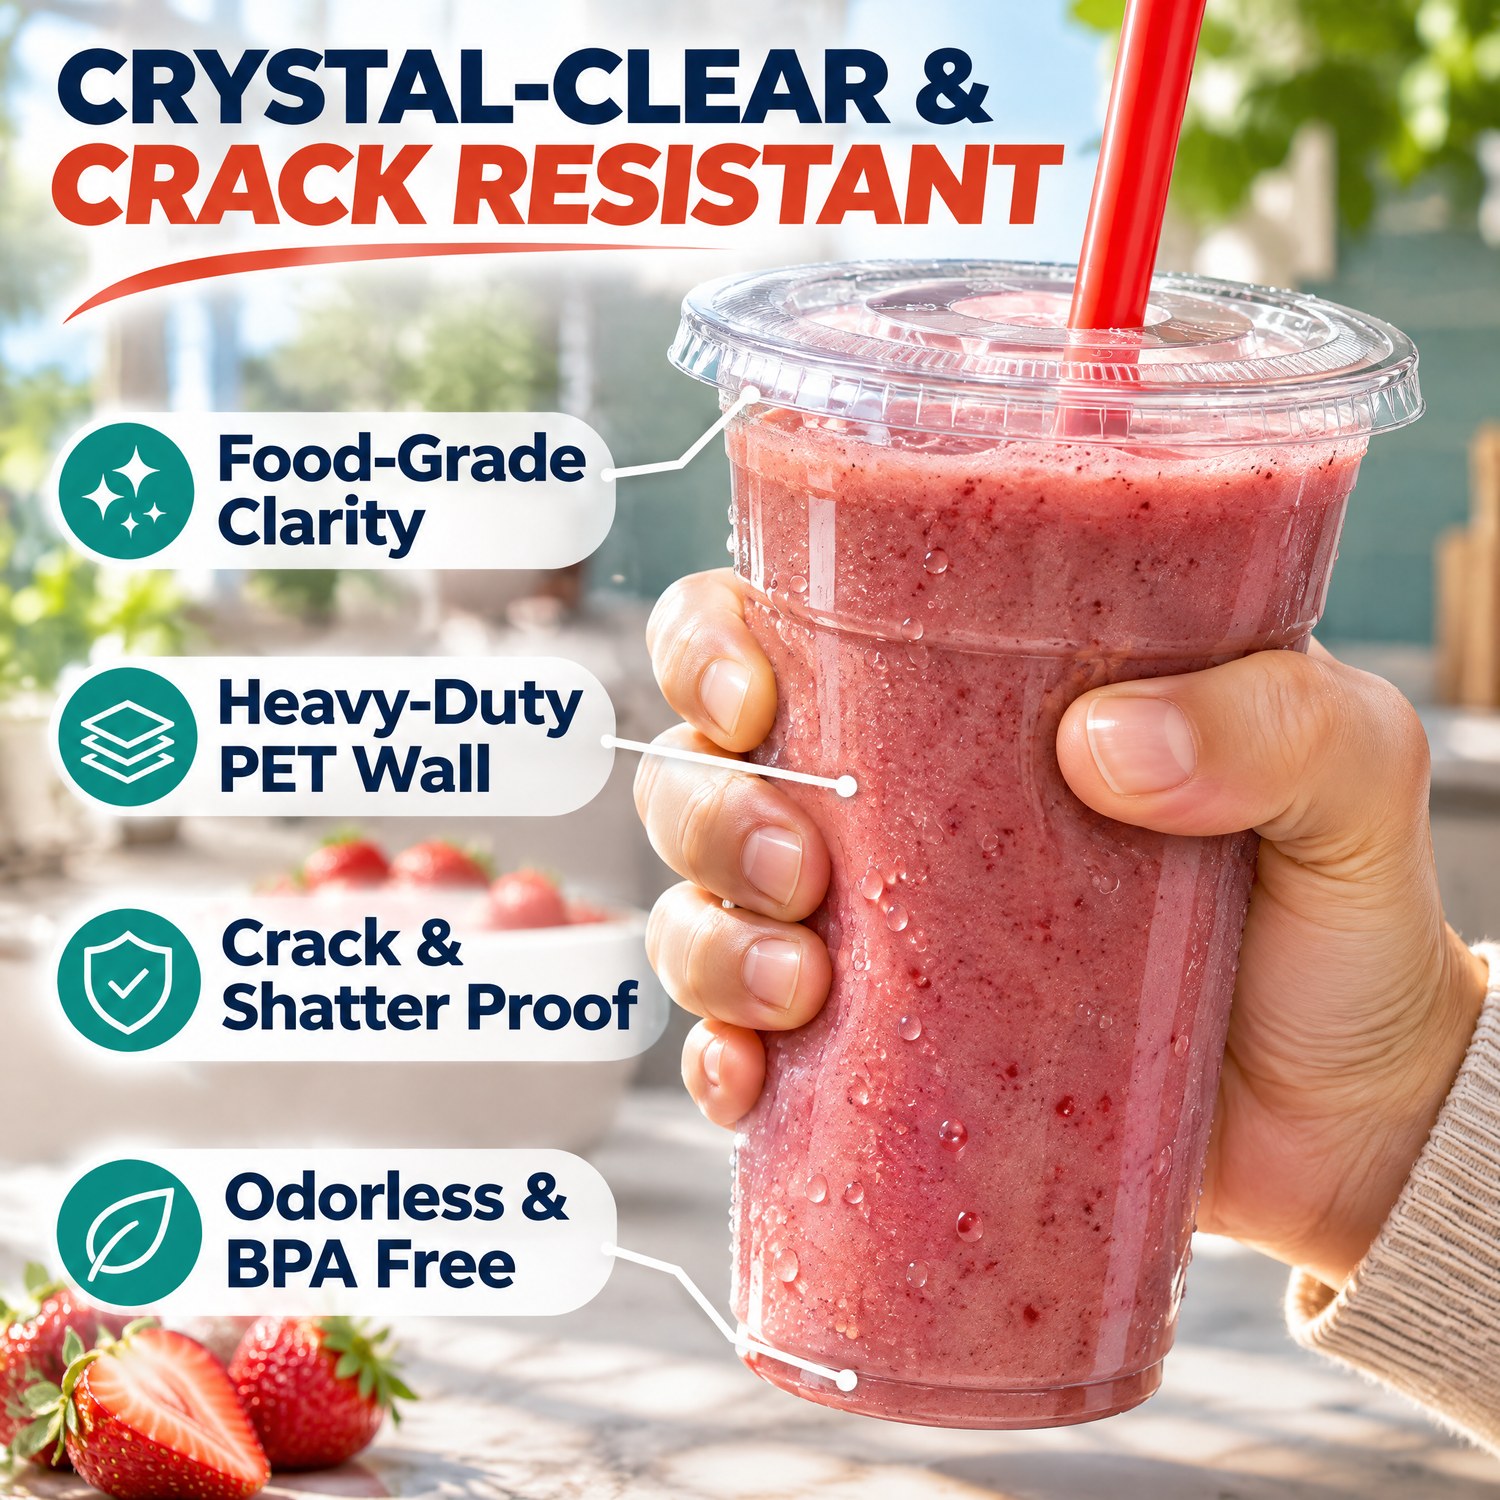 CRYSTAL-CLEAR &
CRACK RESISTANT
Food-Grade
Clarity
Heavy-Duty
PET Wall
Crack &
Shatter Proof
Odorless &
BPA Free